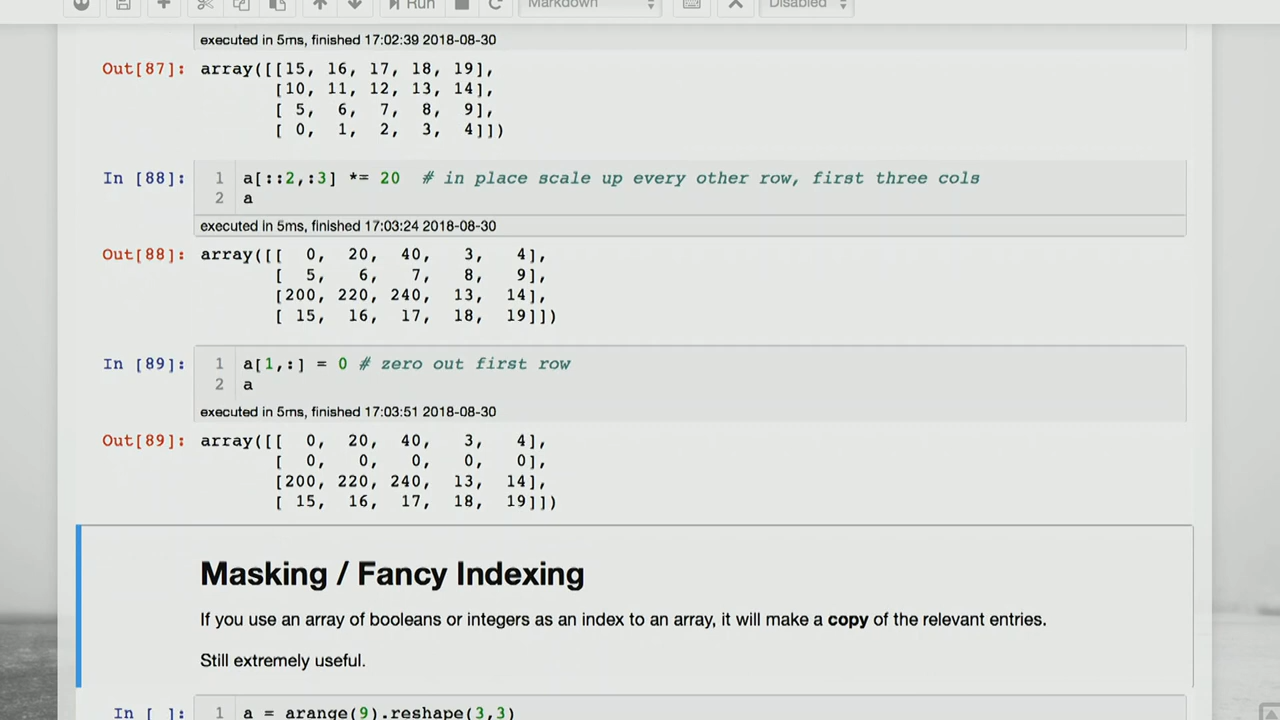 Run Markdown Disabled
executed in 5ms, finished 17:02:39 2018-08-30
Out[87]: array([[15, 16, 17, 18, 19],
[10, 11, 12, 13, 14],
[ 5, 6, 7, 8, 9],
[ 0, 1, 2, 3, 4]])
In [88]: 1 a[::2,:3] *= 20 # in place scale up every other row, first three cols
2 a
executed in 5ms, finished 17:03:24 2018-08-30
Out[88]: array([[ 0, 20, 40, 3, 4],
[ 5, 6, 7, 8, 9],
[200, 220, 240, 13, 14],
[ 15, 16, 17, 18, 19]])
In [89]: 1 a[1,:] = 0 # zero out first row
2 a
executed in 5ms, finished 17:03:51 2018-08-30
Out[89]: array([[ 0, 20, 40, 3, 4],
[ 0, 0, 0, 0, 0],
[200, 220, 240, 13, 14],
[ 15, 16, 17, 18, 19]])
Masking / Fancy Indexing
If you use an array of booleans or integers as an index to an array, it will make a copy of the relevant entries.
Still extremely useful.
In [ ]: 1 a = arange(9).reshape(3,3)